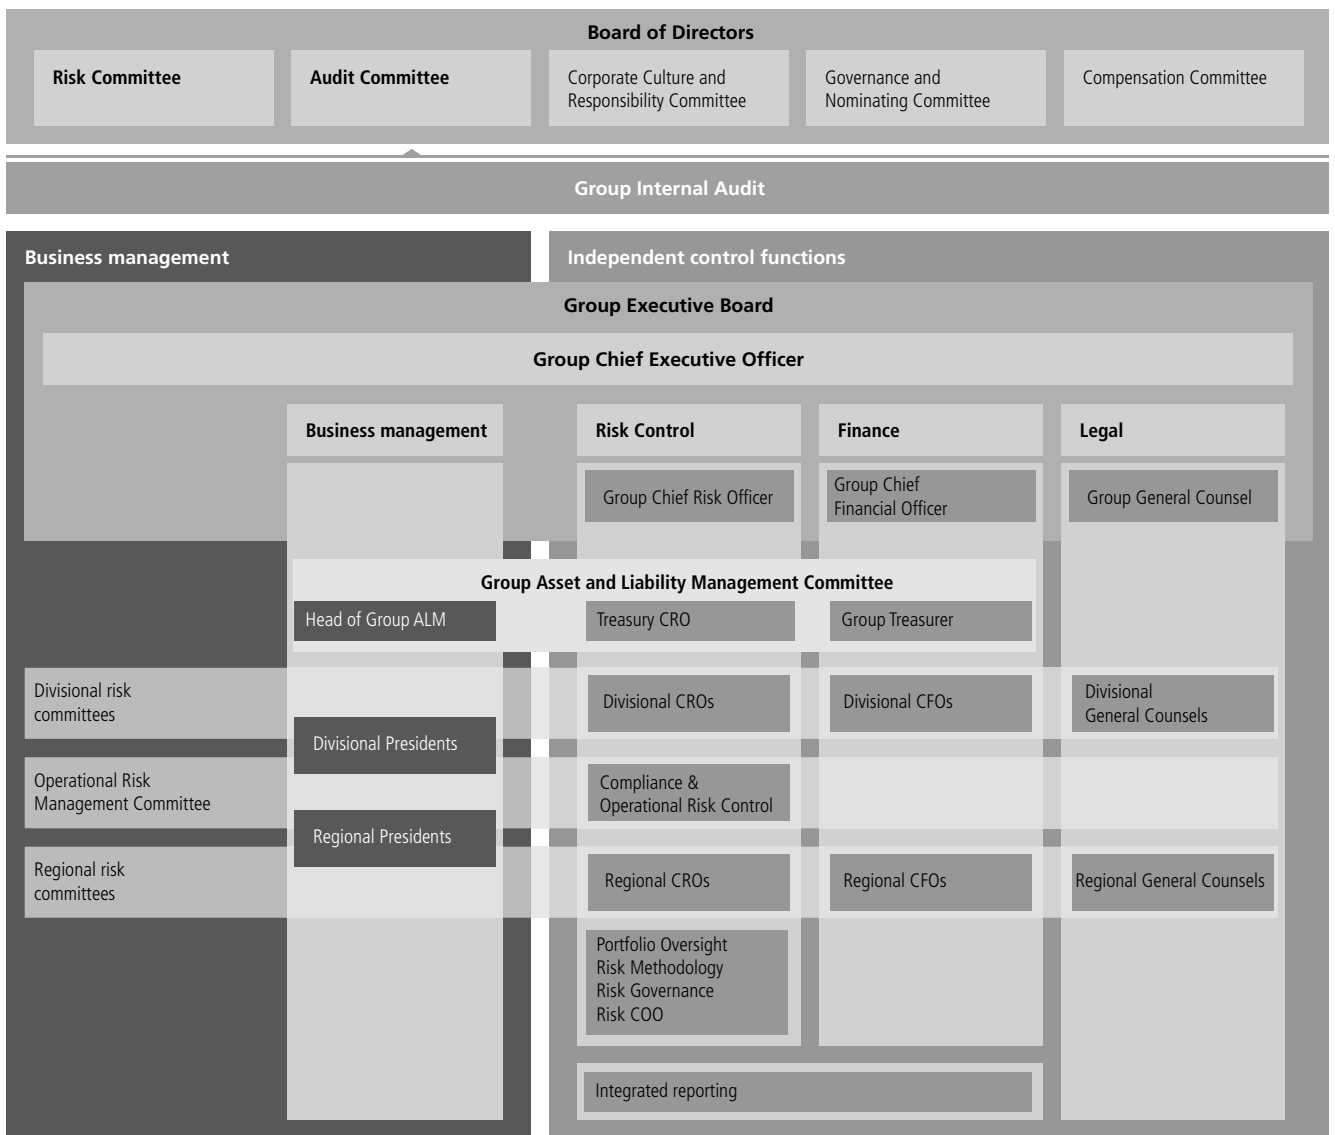 Board of Directors
Risk Committee
Audit Committee
Corporate Culture and
Responsibility Committee
Governance and
Nominating Committee
Compensation Committee
Group Internal Audit
Business management
Independent control functions
Group Executive Board
Group Chief Executive Officer
Business management
Risk Control
Finance
Legal
Group Chief Risk Officer
Group Chief
Financial Officer
Group General Counsel
Group Asset and Liability Management Committee
Head of Group ALM
Treasury CRO
Group Treasurer
Divisional risk
committees
Divisional CROs
Divisional CFOs
Divisional
General Counsels
Divisional Presidents
Operational Risk
Management Committee
Compliance &
Operational Risk Control
Regional Presidents
Regional risk
committees
Regional CROs
Regional CFOs
Regional General Counsels
Portfolio Oversight
Risk Methodology
Risk Governance
Risk COO
Integrated reporting